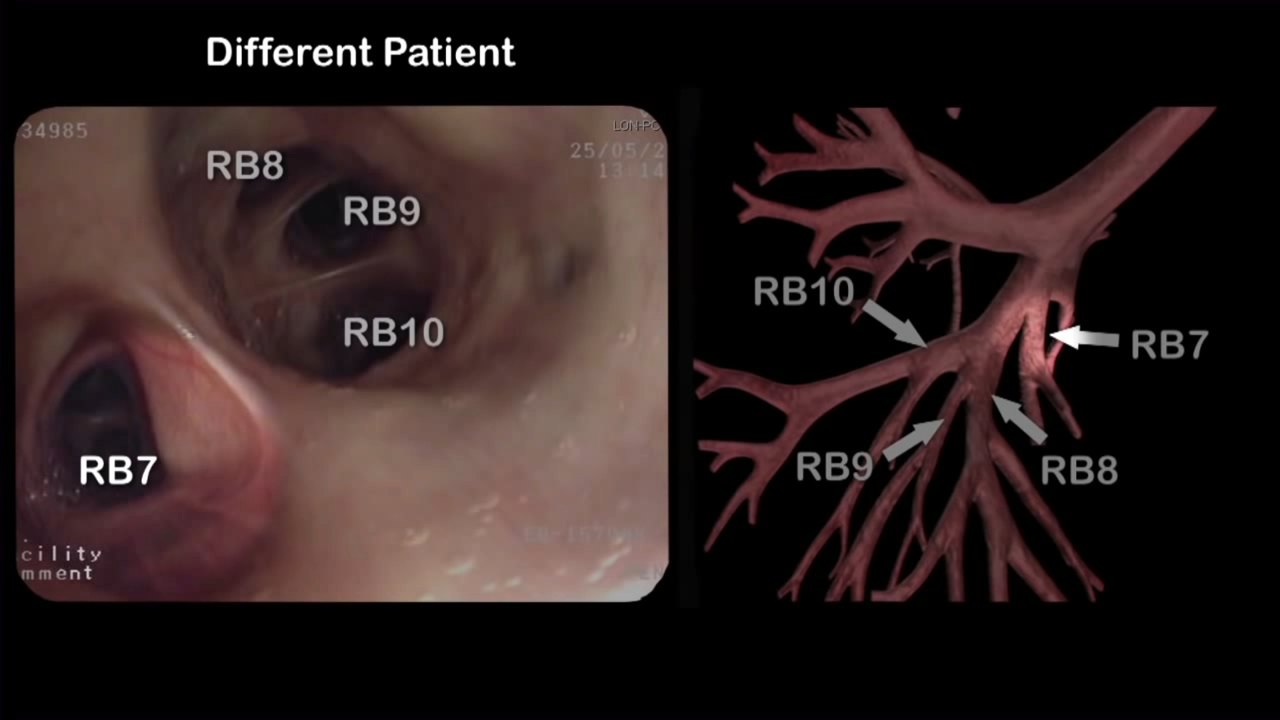 Different Patient
34985
LON-PC
25/05/2
13:14
RB8
RB9
RB10
RB7
cility
mment
RB10
RB7
RB9
RB8